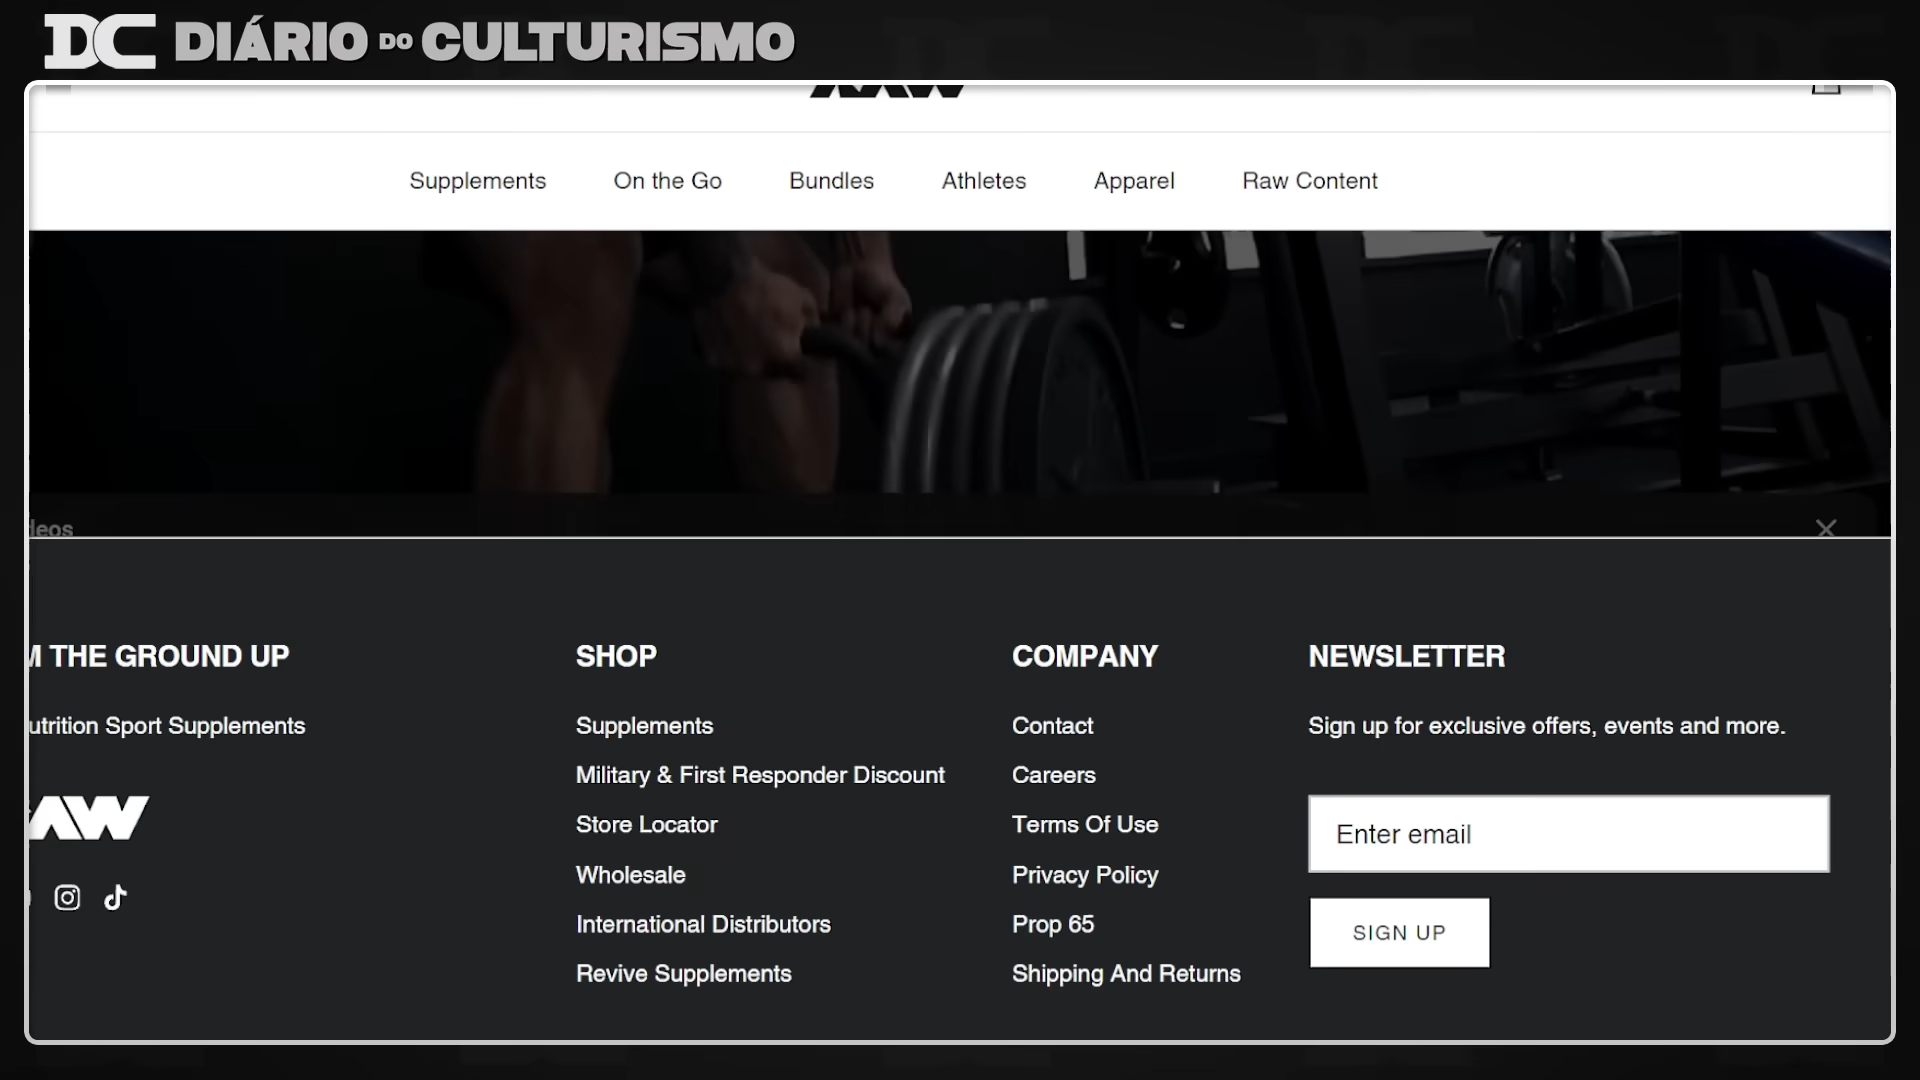 DC DIÁRIO DO CULTURISMO
Supplements
On the Go
Bundles
Athletes
Apparel
Raw Content
THE GROUND UP
Sport Supplements
SHOP
Supplements
Military & First Responder Discount
Store Locator
Wholesale
International Distributors
Revive Supplements
COMPANY
Contact
Careers
Terms Of Use
Privacy Policy
Prop 65
Shipping And Returns
NEWSLETTER
Sign up for exclusive offers, events and more.
Enter email
SIGN UP